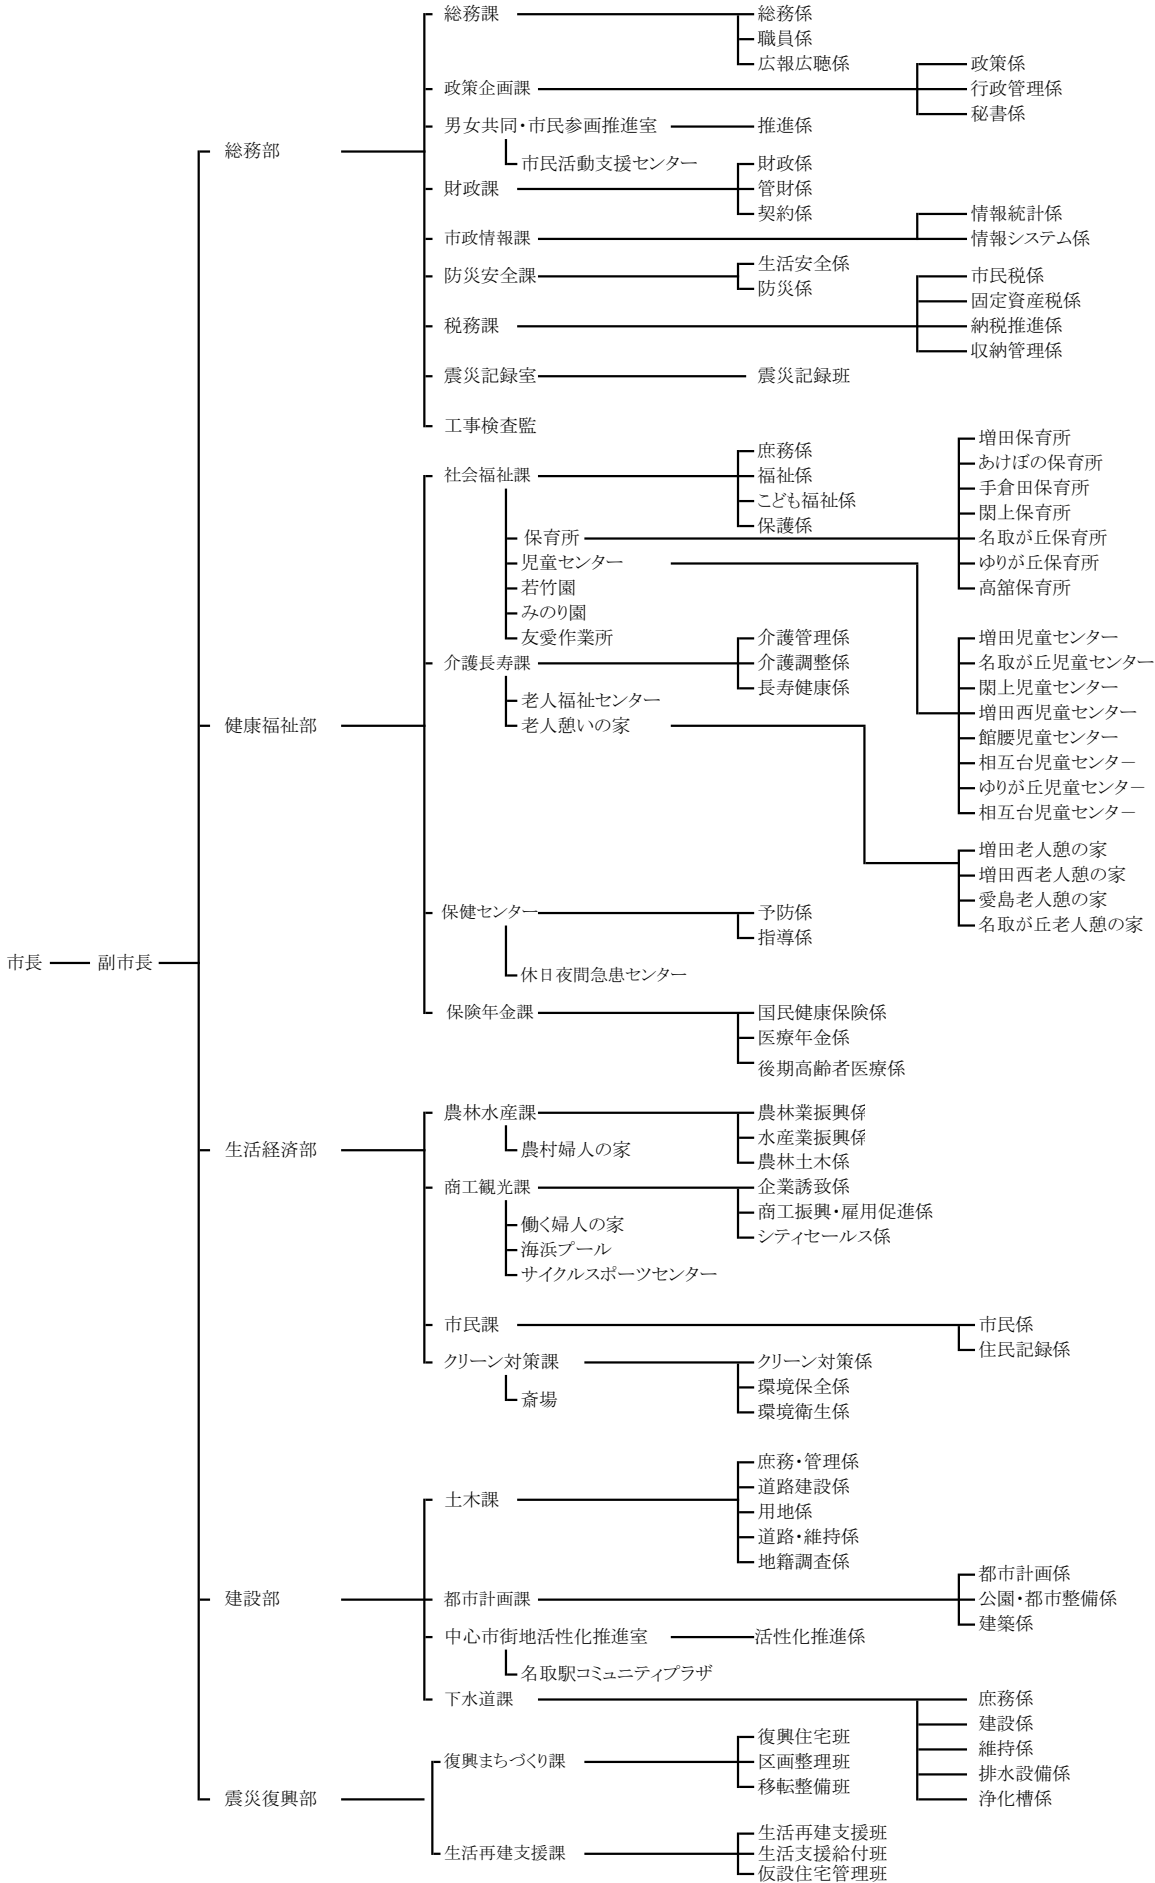 市長
副市長
総務部
総務課
総務係
職員係
広報広聴係
政策企画課
政策係
行政管理係
秘書係
男女共同・市民参画推進室
推進係
市民活動支援センター
財政課
財政係
管財係
契約係
市政情報課
情報統計係
情報システム係
防災安全課
生活安全係
防災係
税務課
市民税係
固定資産税係
納税推進係
収納管理係
震災記録室
震災記録班
工事検査監
健康福祉部
社会福祉課
庶務係
福祉係
こども福祉係
保護係
保育所
増田保育所
あけぼの保育所
手倉田保育所
閖上保育所
名取が丘保育所
ゆりが丘保育所
高舘保育所
児童センター
増田児童センター
名取が丘児童センター
閖上児童センター
増田西児童センター
館腰児童センター
相互台児童センター
ゆりが丘児童センター
相互台児童センター
若竹園
みのり園
友愛作業所
介護長寿課
介護管理係
介護調整係
長寿健康係
老人福祉センター
老人憩いの家
増田老人憩の家
増田西老人憩の家
愛島老人憩の家
名取が丘老人憩の家
保健センター
予防係
指導係
休日夜間急患センター
保険年金課
国民健康保険係
医療年金係
後期高齢者医療係
生活経済部
農林水産課
農林業振興係
水産業振興係
農林土木係
農村婦人の家
商工観光課
企業誘致係
商工振興・雇用促進係
シティセールス係
働く婦人の家
海浜プール
サイクルスポーツセンター
市民課
市民係
住民記録係
クリーン対策課
クリーン対策係
環境保全係
環境衛生係
斎場
建設部
土木課
庶務・管理係
道路建設係
用地係
道路・維持係
地籍調査係
都市計画課
都市計画係
公園・都市整備係
建築係
中心市街地活性化推進室
活性化推進係
名取駅コミュニティプラザ
下水道課
庶務係
建設係
維持係
排水設備係
浄化槽係
震災復興部
復興まちづくり課
復興住宅班
区画整理班
移転整備班
生活再建支援課
生活再建支援班
生活支援給付班
仮設住宅管理班